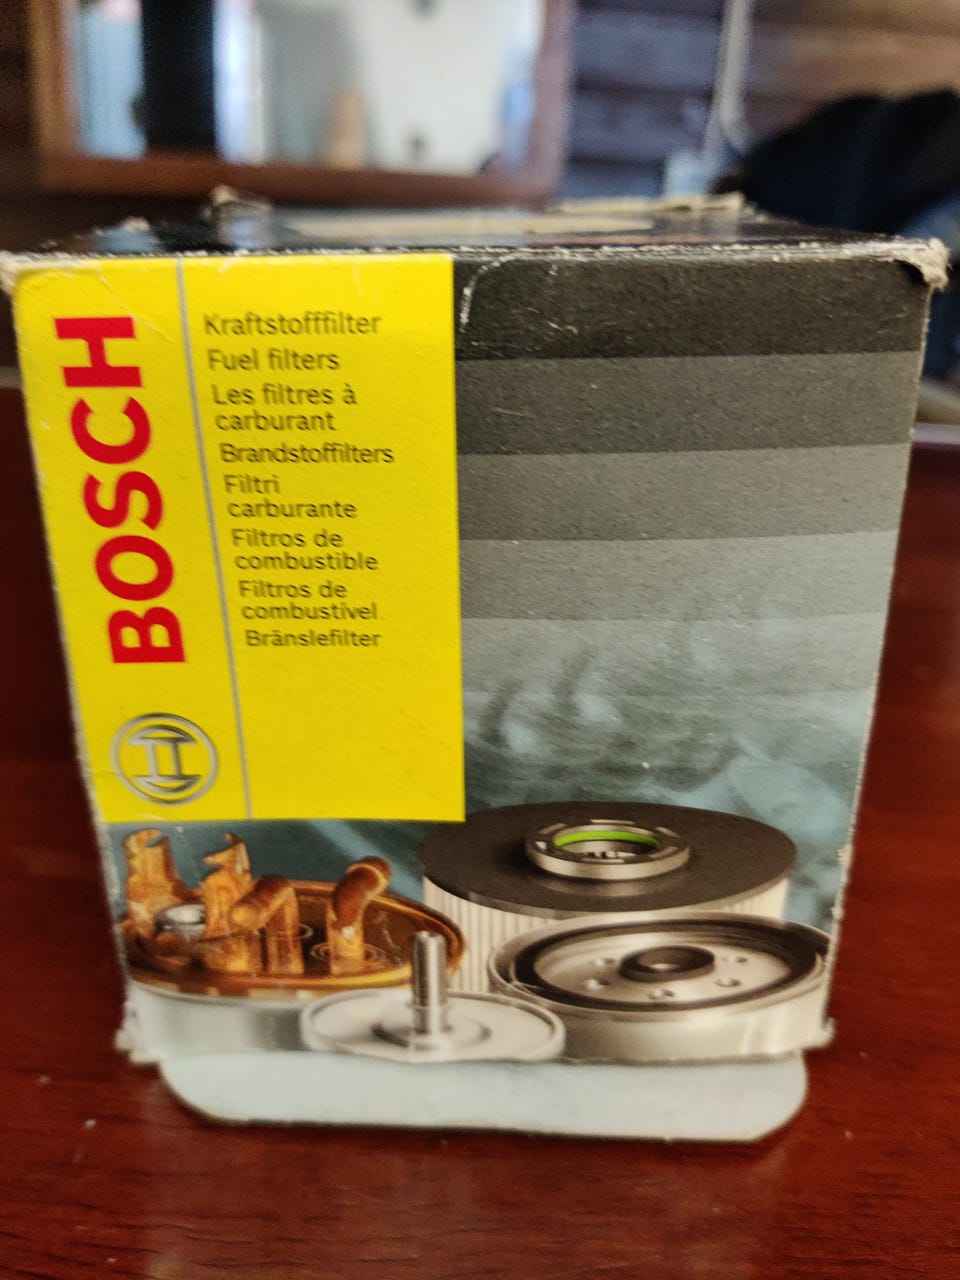 BOSCH
Kraftstofffilter
Fuel filters
Les filtres à
carburant
Brandstoffilters
Filtri
carburante
Filtros de
combustible
Filtros de
combustível
Bränslefilter